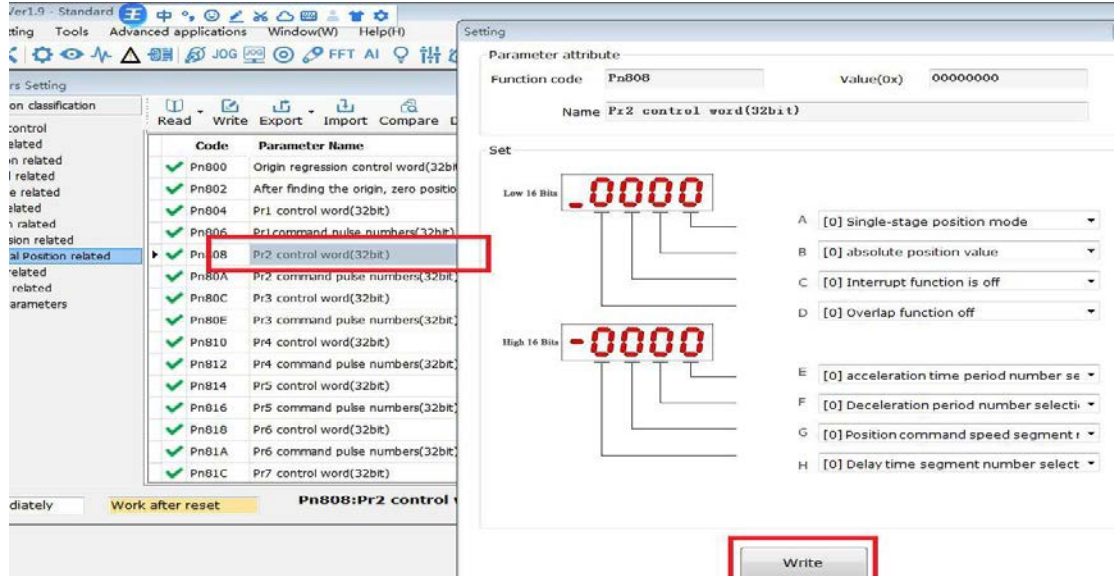 Ver1.9 - Standard
王 中
Tools Advanced applications Window(W) Help(H)
JOG JOG FFT AI
Setting
on classification
control
elated
related
e related
elated
sion related
al Position related
related
related
arameters
Read Write Export Import Compare
Code Parameter Name
Pn800 Origin regression control word(32bit
Pn802 After finding the origin, zero positio
Pn804 Pr1 control word(32bit)
Pn806 Pr1command pulse numbers(32bit)
Pn808 Pr2 control word(32bit)
Pn80A Pr2 command pulse numbers(32bit)
Pn80C Pr3 control word(32bit)
Pn80E Pr3 command pulse numbers(32bit)
Pn810 Pr4 control word(32bit)
Pn812 Pr4 command pulse numbers(32bit)
Pn814 Pr5 control word(32bit)
Pn816 Pr5 command pulse numbers(32bit)
Pn818 Pr6 control word(32bit)
Pn81A Pr6 command pulse numbers(32bit)
Pn81C Pr7 control word(32bit)
diately Work after reset Pn808:Pr2 control
Setting
Parameter attribute
Function code Pn808 Value(0x) 00000000
Name Pr2 control word(32bit)
Set
Low 16 Bits _0000
A [0] Single-stage position mode
B [0] absolute position value
C [0] Interrupt function is off
D [0] Overlap function off
High 16 Bits -0000
E [0] acceleration time period number se
F [0] Deceleration period number selecti
G [0] Position command speed segment
H [0] Delay time segment number select
Write